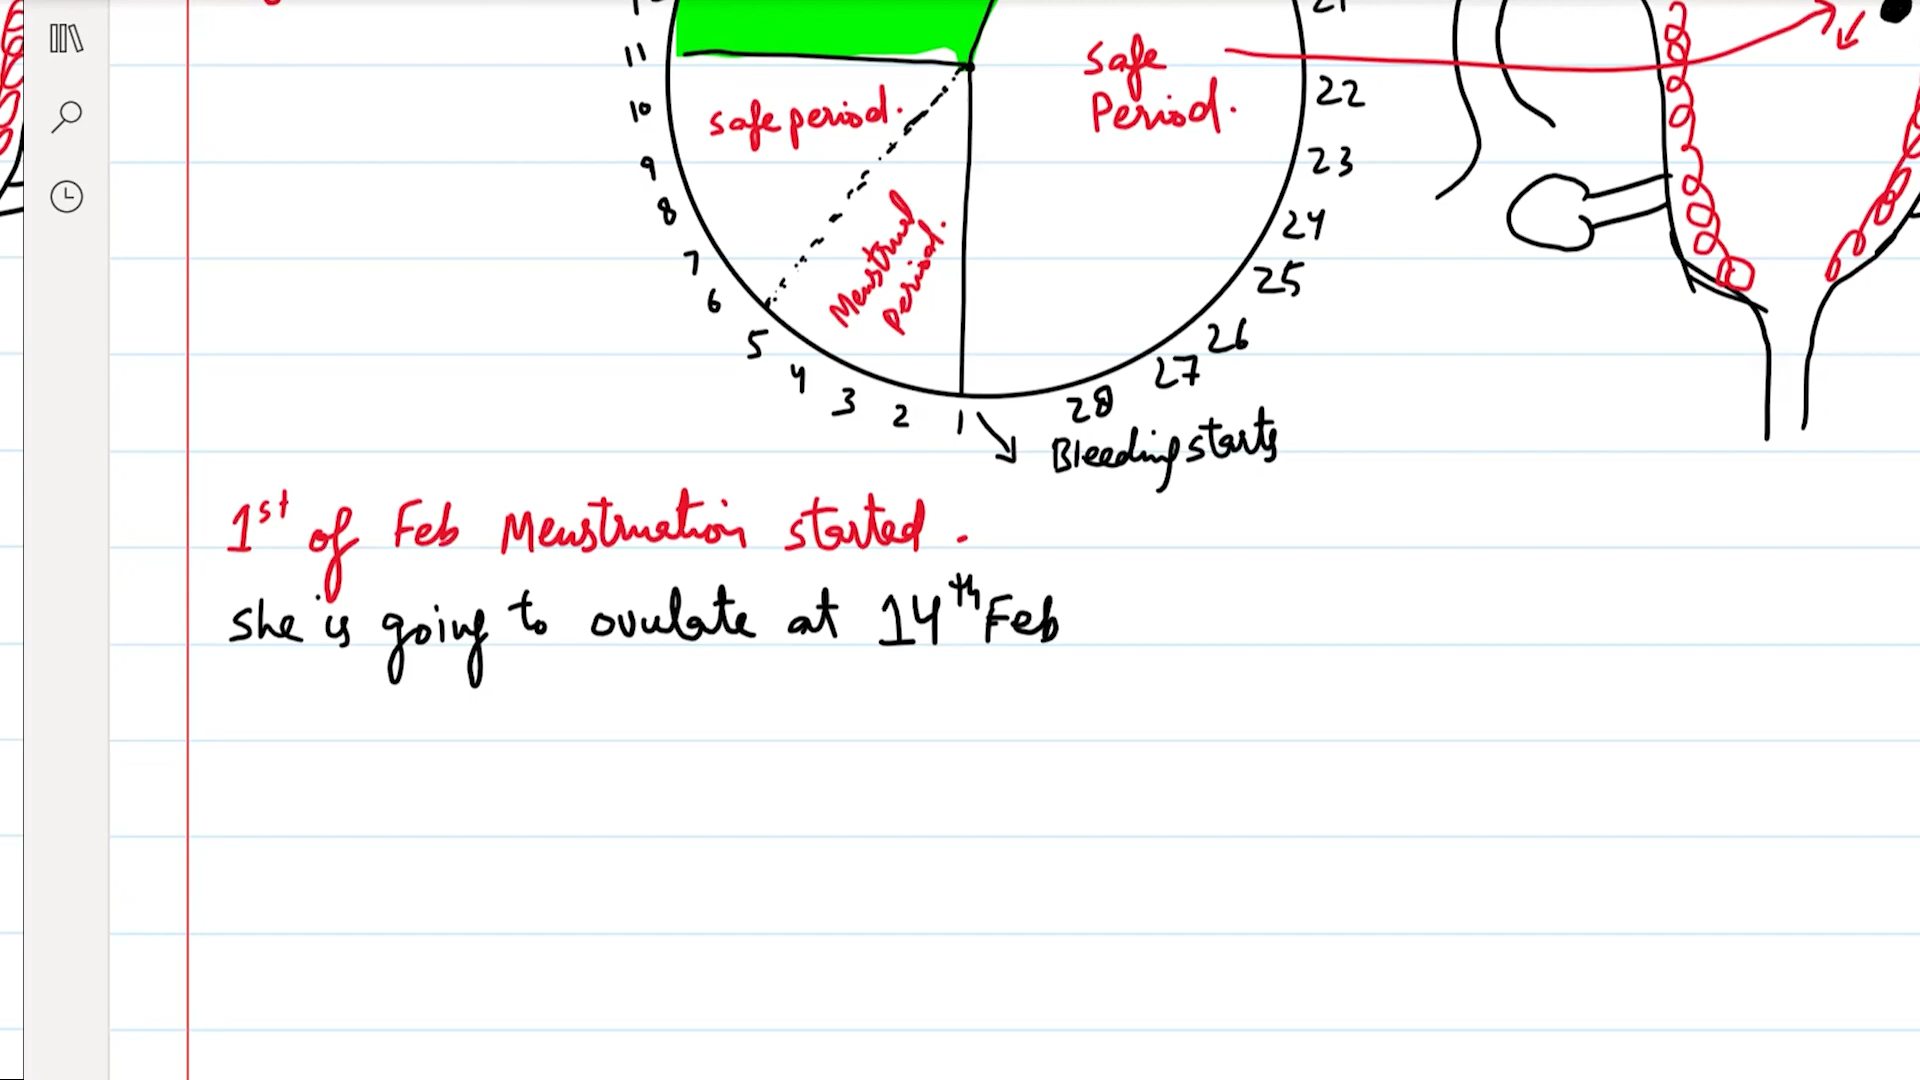 11
10
9
8
7
6
5
4
3
2
1
28
27
26
25
24
23
22
21
safe period.
Menstrual
period.
Safe
Period.
Bleeding starts
1st of Feb Menstruation started.
She is going to ovulate at 14th Feb